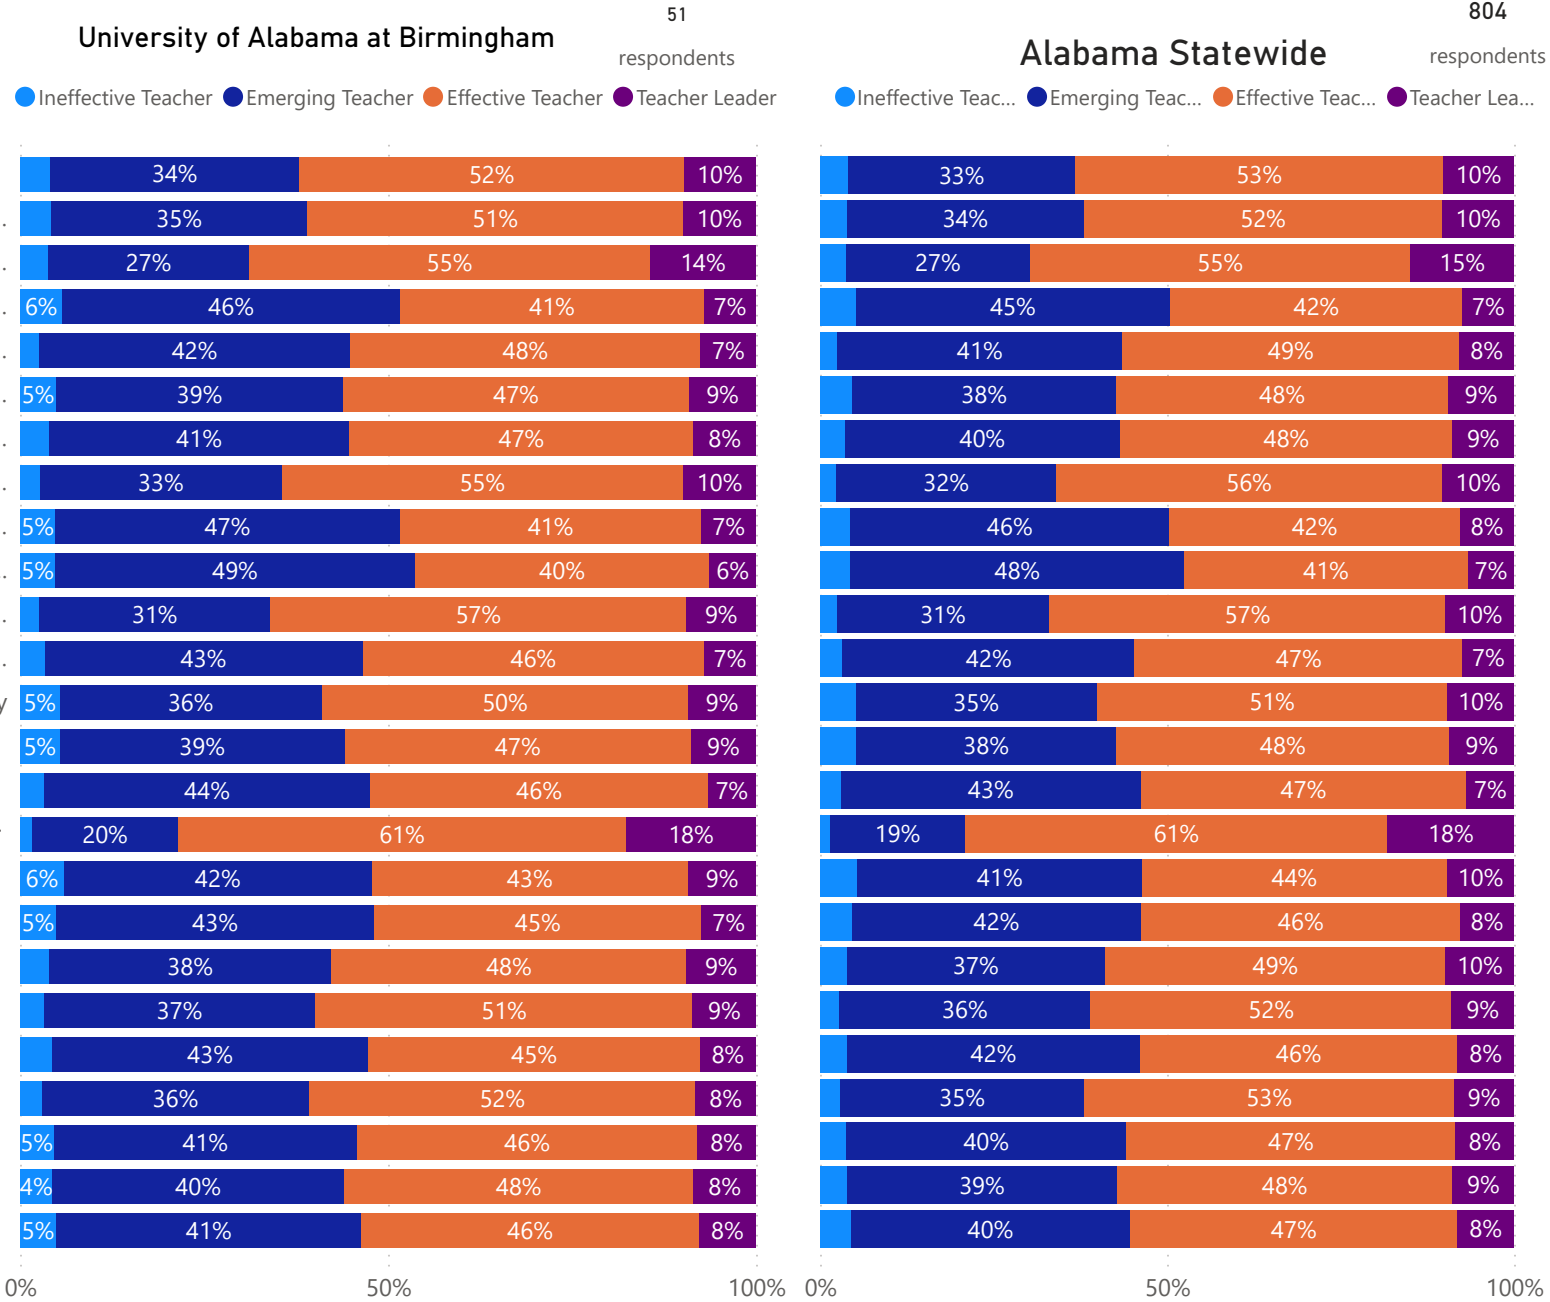 51
University of Alabama at Birmingham
respondents
Ineffective Teacher Emerging Teacher Effective Teacher Teacher Leader
34% 52% 10%
. 35% 51% 10%
. 27% 55% 14%
. 6% 46% 41% 7%
. 42% 48% 7%
. 5% 39% 47% 9%
. 41% 47% 8%
. 33% 55% 10%
. 5% 47% 41% 7%
.. 5% 49% 40% 6%
. 31% 57% 9%
.. 43% 46% 7%
y 5% 36% 50% 9%
5% 39% 47% 9%
44% 46% 7%
. 20% 61% 18%
6% 42% 43% 9%
5% 43% 45% 7%
38% 48% 9%
37% 51% 9%
43% 45% 8%
36% 52% 8%
5% 41% 46% 8%
4% 40% 48% 8%
5% 41% 46% 8%
0% 50% 100%
804
Alabama Statewide
respondents
Ineffective Teac... Emerging Teac... Effective Teac... Teacher Lea...
33% 53% 10%
34% 52% 10%
27% 55% 15%
45% 42% 7%
41% 49% 8%
38% 48% 9%
40% 48% 9%
32% 56% 10%
46% 42% 8%
48% 41% 7%
31% 57% 10%
42% 47% 7%
35% 51% 10%
38% 48% 9%
43% 47% 7%
19% 61% 18%
41% 44% 10%
42% 46% 8%
37% 49% 10%
36% 52% 9%
42% 46% 8%
35% 53% 9%
40% 47% 8%
39% 48% 9%
40% 47% 8%
0% 50% 100%